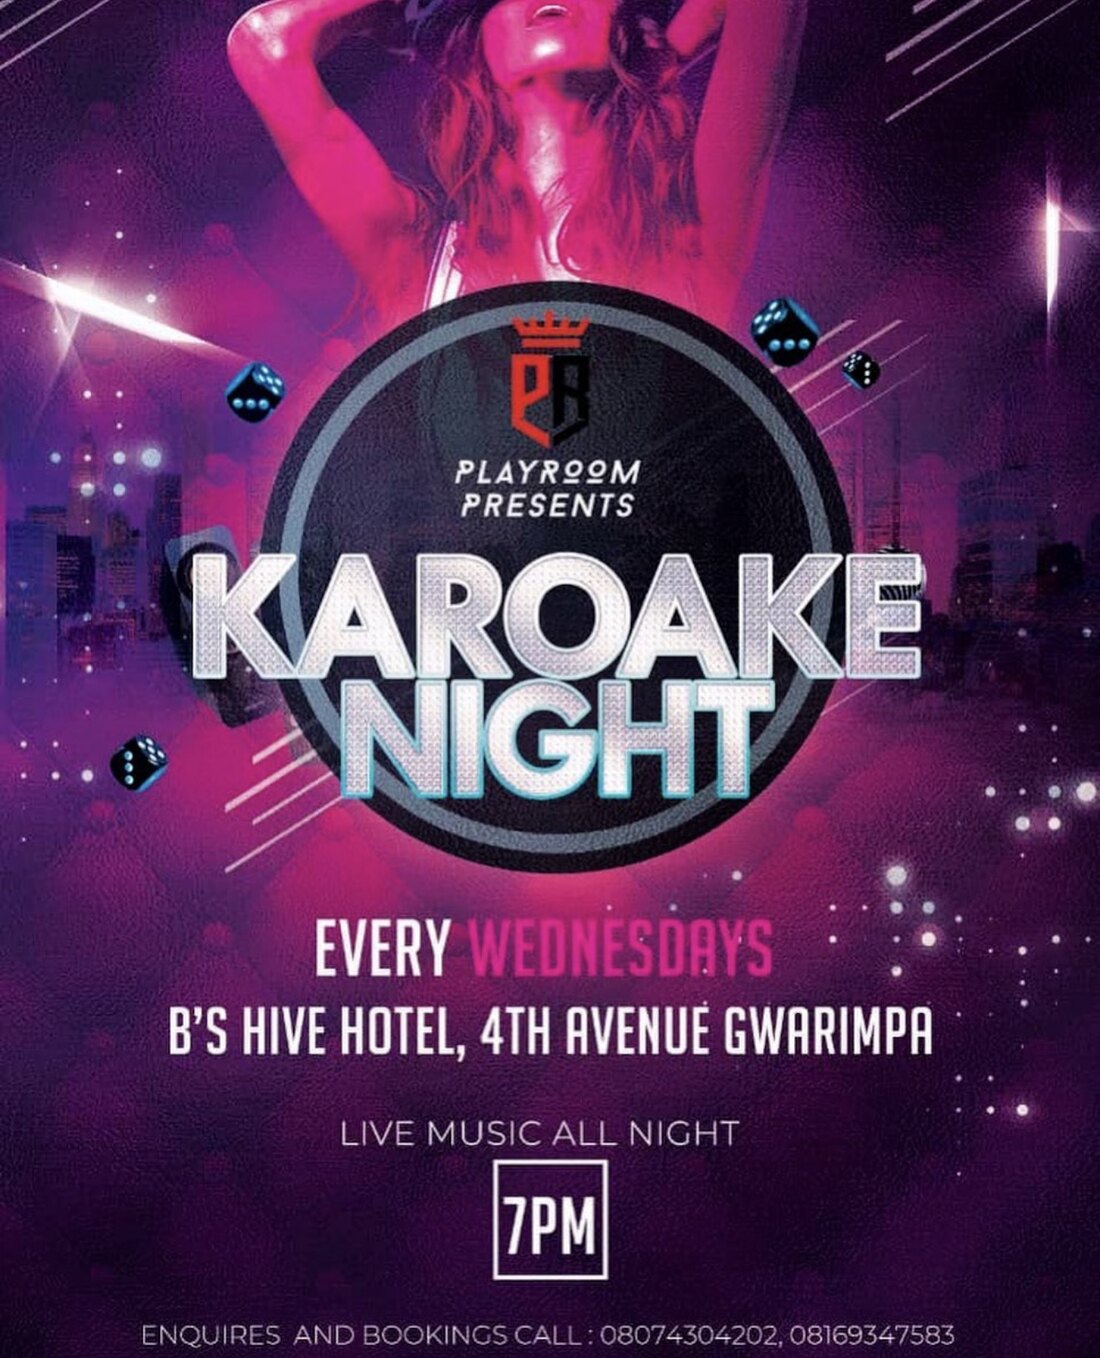 PR
PLAYROOM
PRESENTS
KAROAKE
NIGHT
EVERY WEDNESDAYS
B'S HIVE HOTEL, 4TH AVENUE GWARIMPA
LIVE MUSIC ALL NIGHT
7PM
ENQUIRES AND BOOKINGS CALL : 08074304202, 08169347583